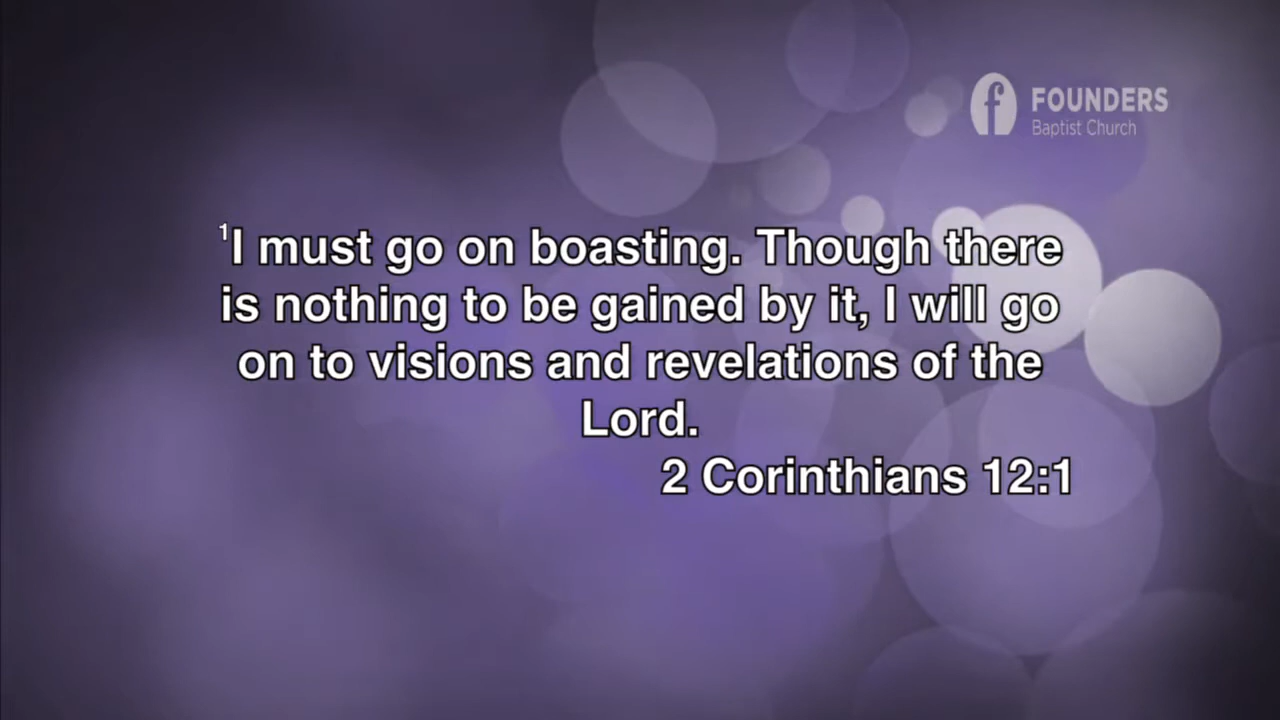 FOUNDERS
Baptist Church
¹I must go on boasting. Though there
is nothing to be gained by it, I will go
on to visions and revelations of the
Lord.
2 Corinthians 12:1